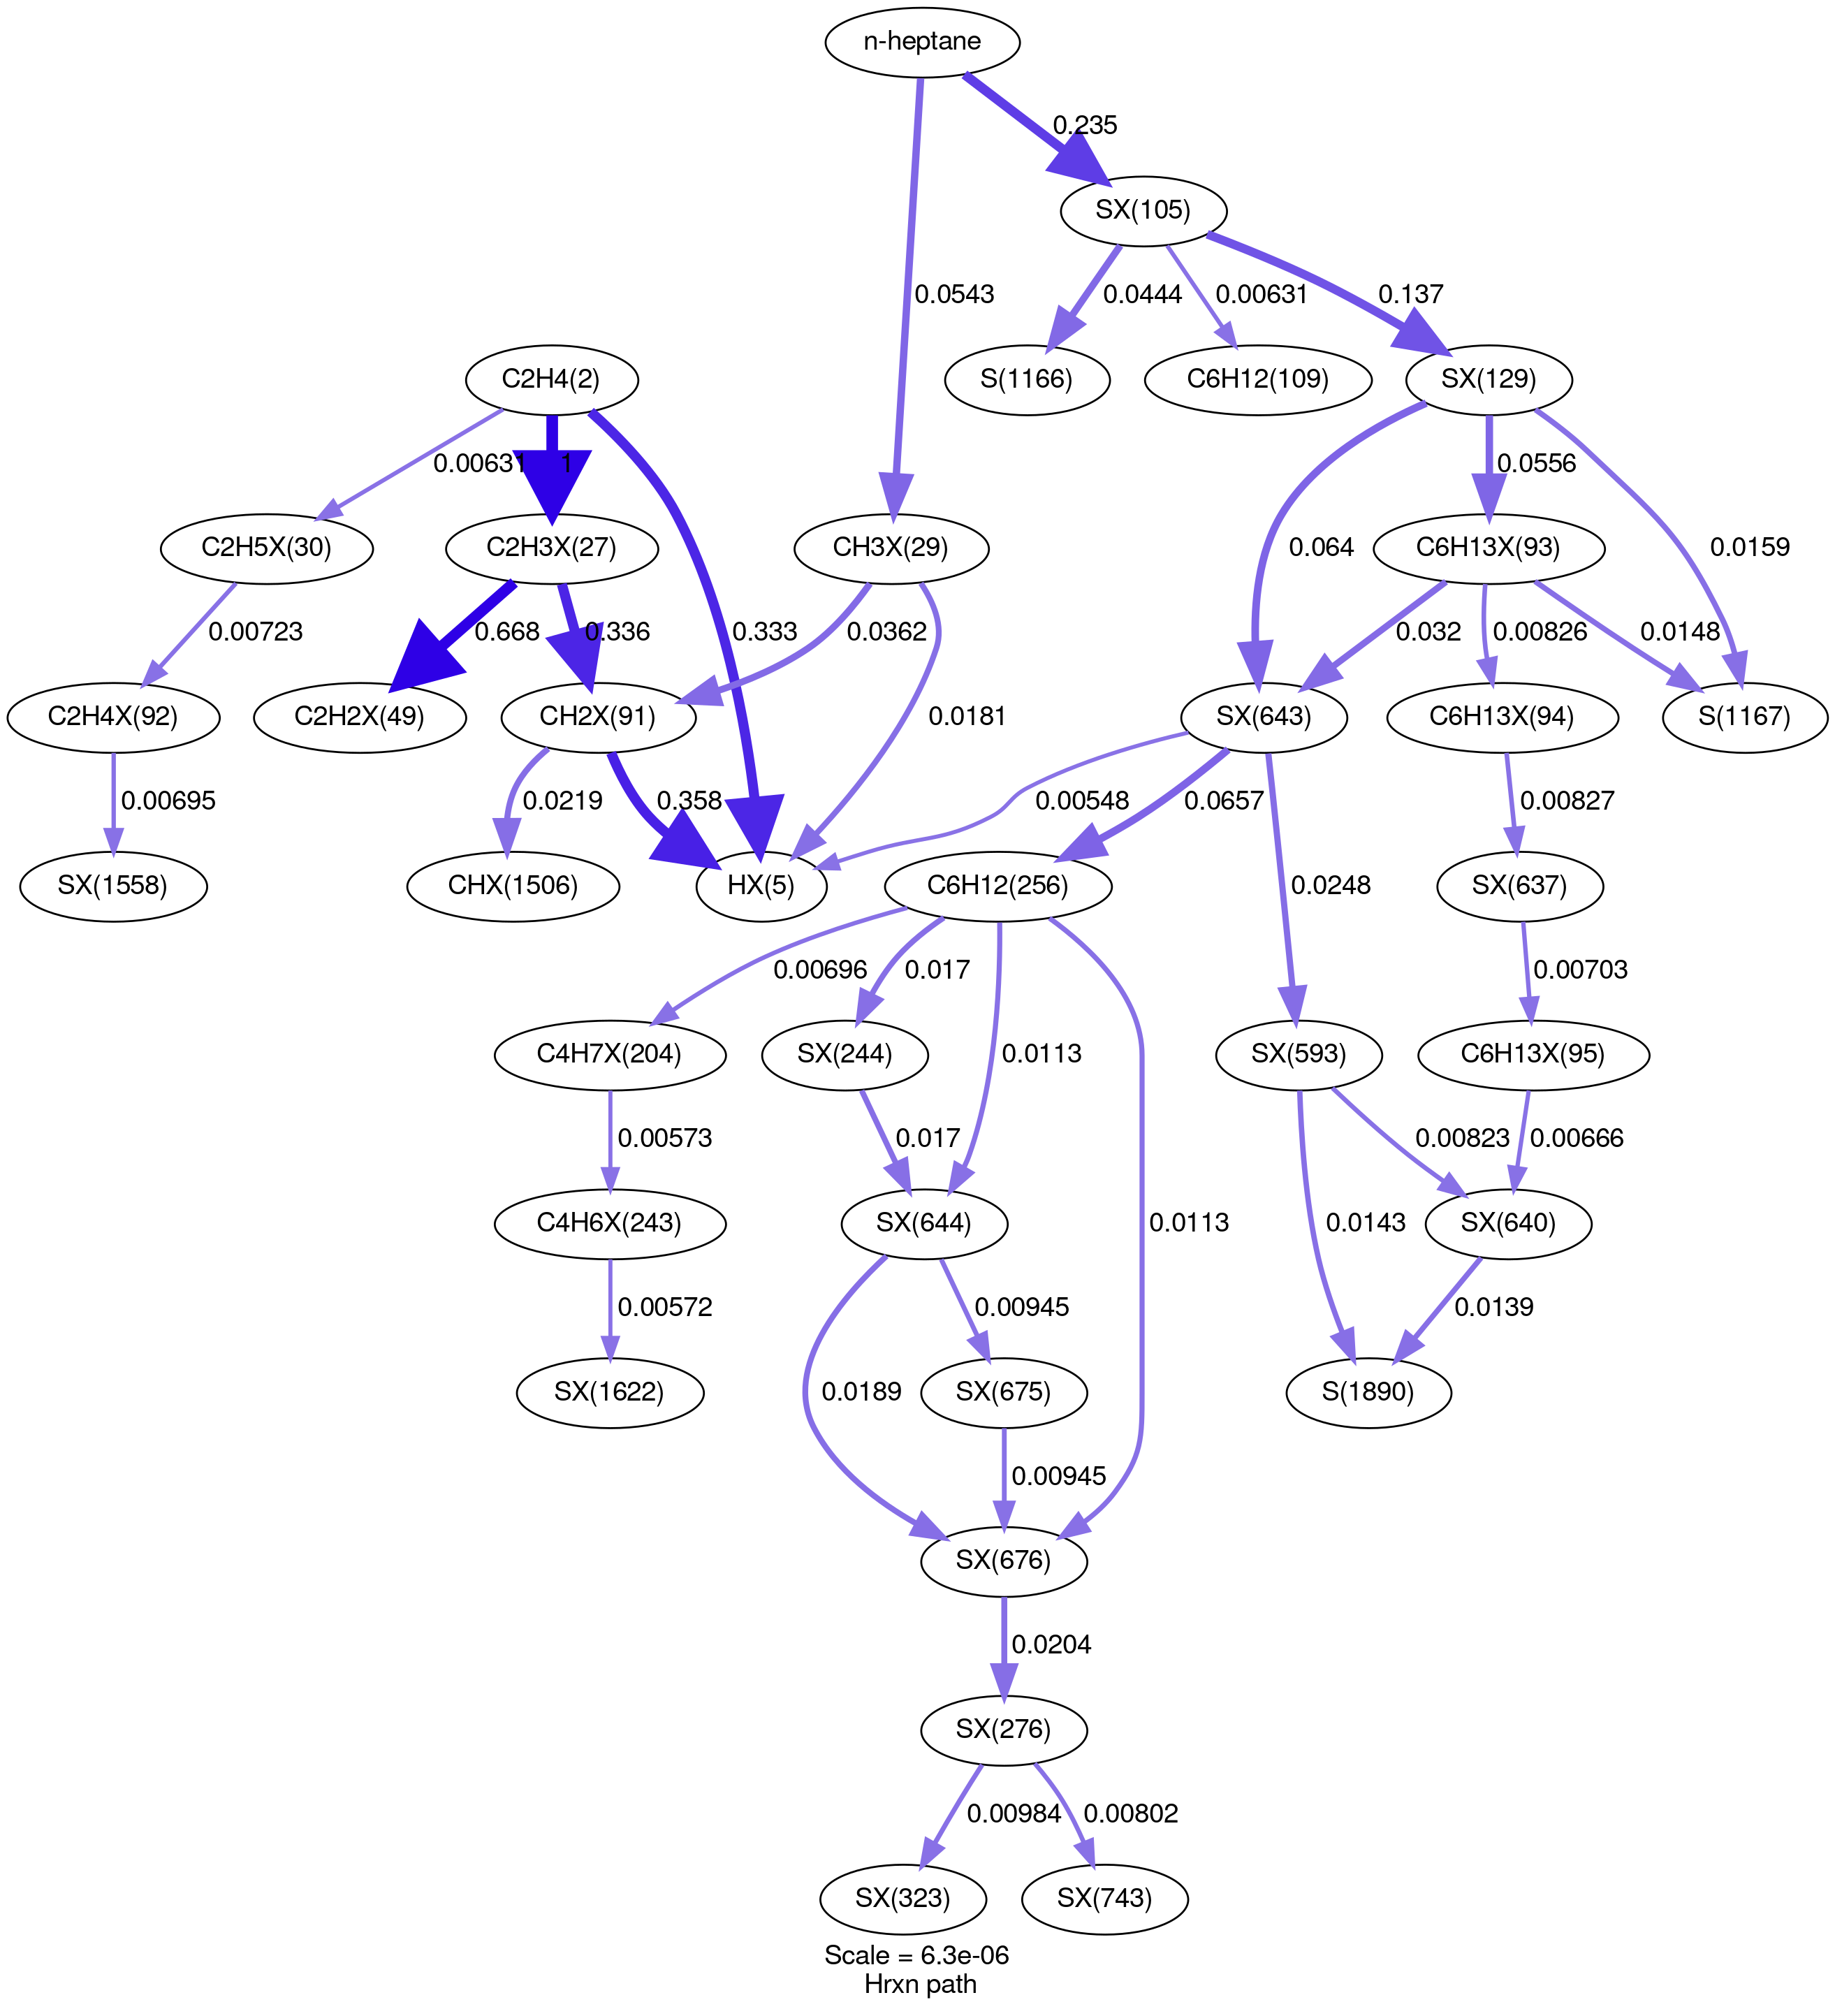 n-heptane
0.235
SX(105)
0.0543
0.0444
0.00631
0.137
C2H4(2)
S(1166)
C6H12(109)
SX(129)
0.00631
1
0.0556
C2H5X(30)
C2H3X(27)
CH3X(29)
0.064
C6H13X(93)
0.0159
0.00723
0.668
0.336
0.333
0.0362
0.032
0.00826
0.0148
C2H4X(92)
C2H2X(49)
CH2X(91)
0.0181
SX(643)
C6H13X(94)
S(1167)
0.00695
0.0219
0.358
0.00548
0.0657
0.00827
SX(1558)
CHX(1506)
HX(5)
C6H12(256)
0.0248
SX(637)
0.00696
0.017
0.00703
C4H7X(204)
SX(244)
0.0113
SX(593)
C6H13X(95)
0.00573
0.017
0.00823
0.00666
C4H6X(243)
SX(644)
0.0113
0.0143
SX(640)
0.00572
0.00945
0.0139
SX(1622)
0.0189
SX(675)
S(1890)
0.00945
SX(676)
0.0204
SX(276)
0.00984
0.00802
SX(323)
SX(743)
Scale = 6.3e-06
Hrxn path